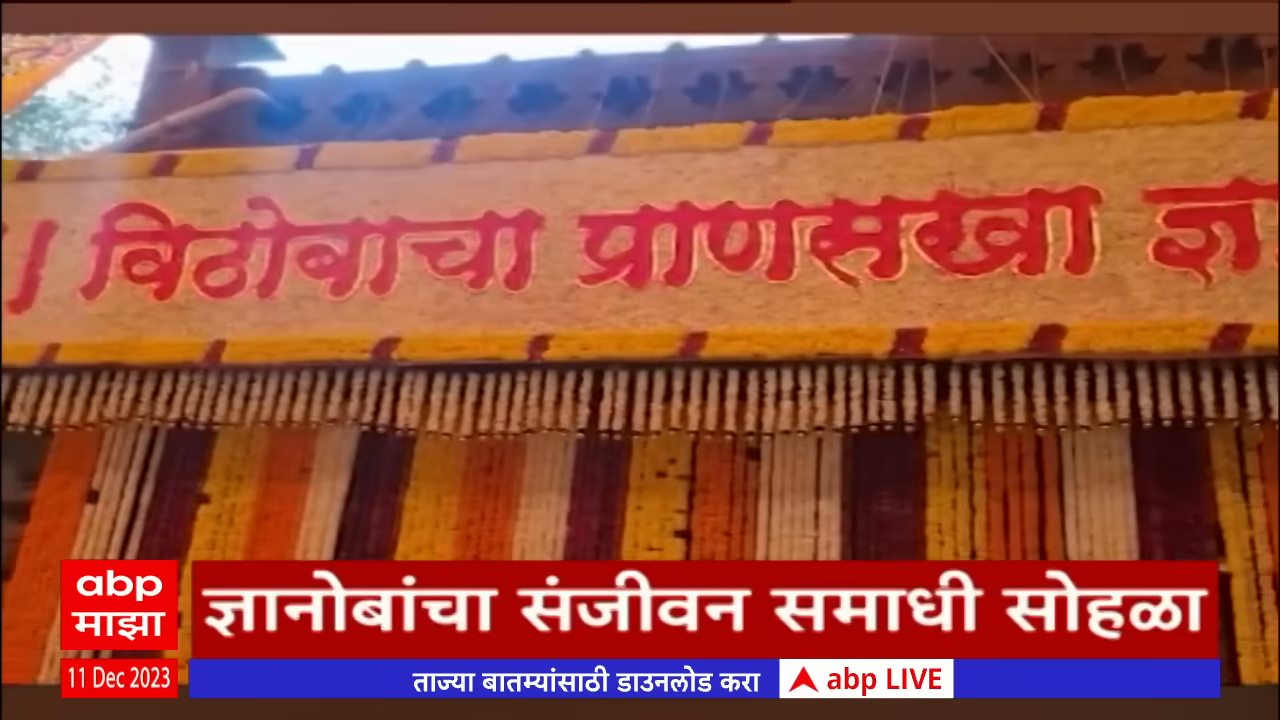 । विठोबाचा प्राणसखा
abp
माझा
ज्ञानोबांचा संजीवन समाधी सोहळा
11 Dec 2023
ताज्या बातम्यांसाठी डाउनलोड करा abp LIVE